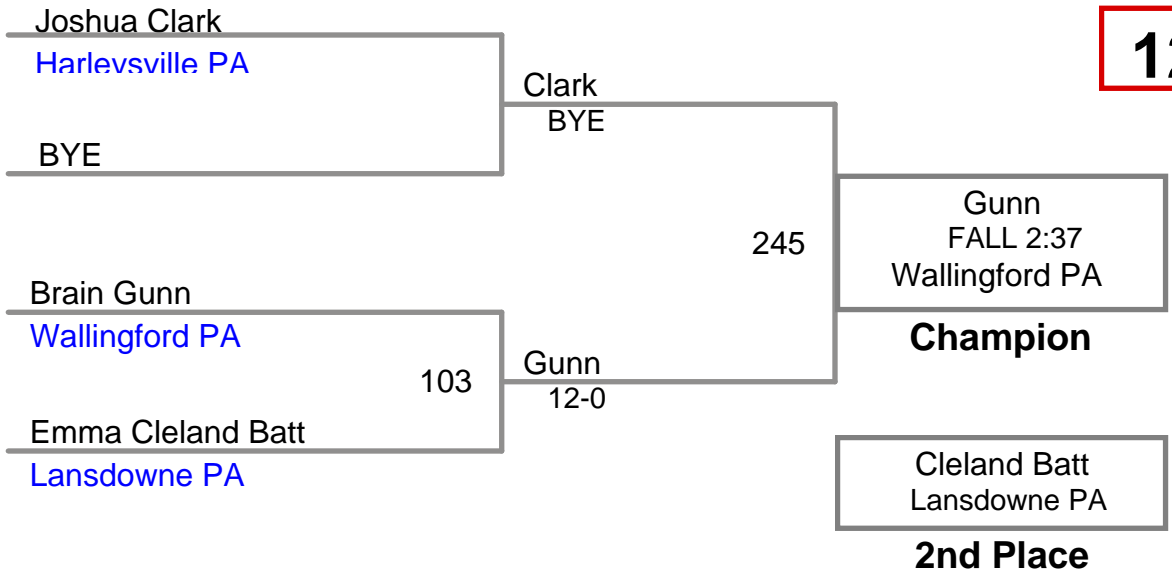 Joshua Clark
Harleysville PA
BYE
Clark
BYE
245
Gunn
FALL 2:37
Wallingford PA
Champion
Brain Gunn
Wallingford PA
103
Gunn
12-0
Emma Cleland Batt
Lansdowne PA
Cleland Batt
Lansdowne PA
2nd Place